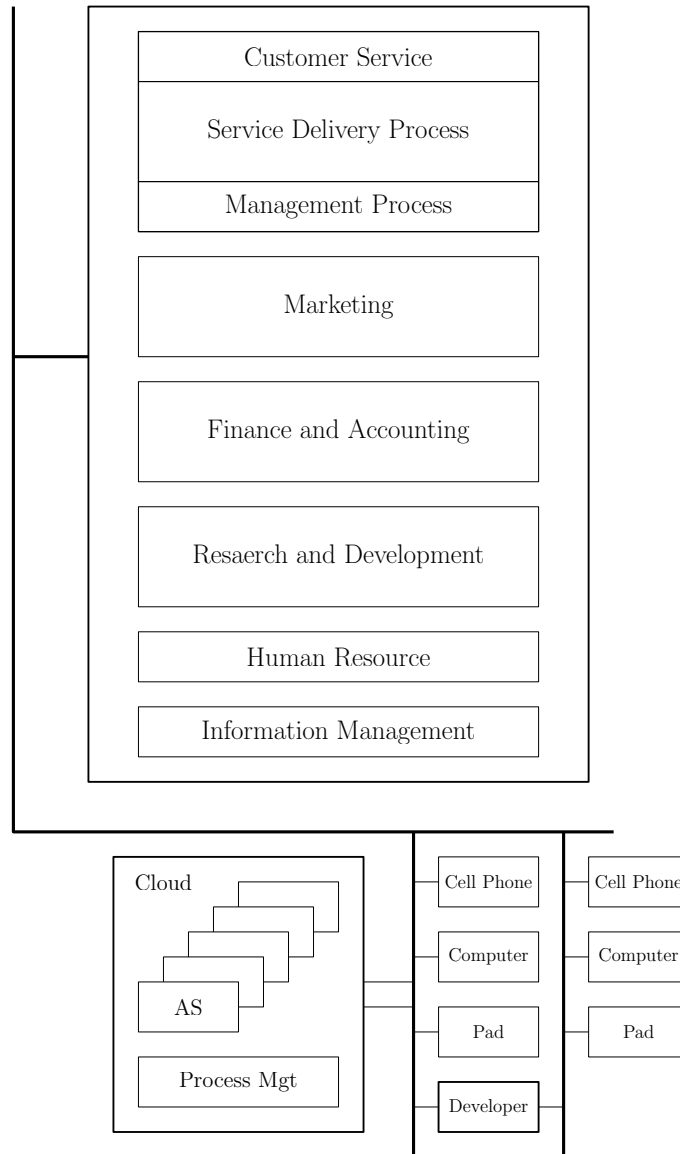 Customer Service
Service Delivery Process
Management Process
Marketing
Finance and Accounting
Resaerch and Development
Human Resource
Information Management
Cloud
AS
Process Mgt
Cell Phone
Computer
Pad
Developer
Cell Phone
Computer
Pad